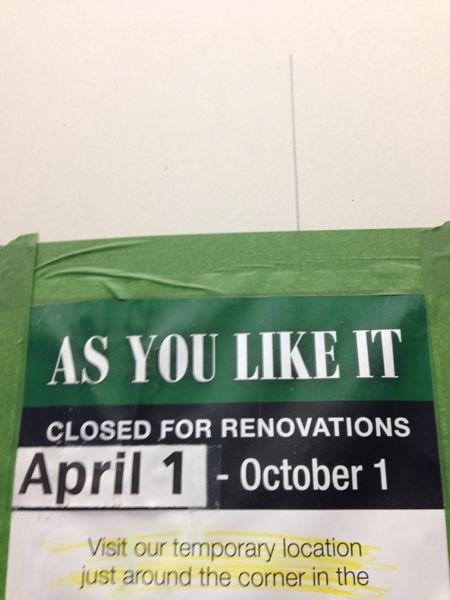 AS YOU LIKE IT
CLOSED FOR RENOVATIONS
April 1 - October 1
Visit our temporary location
just around the corner in the